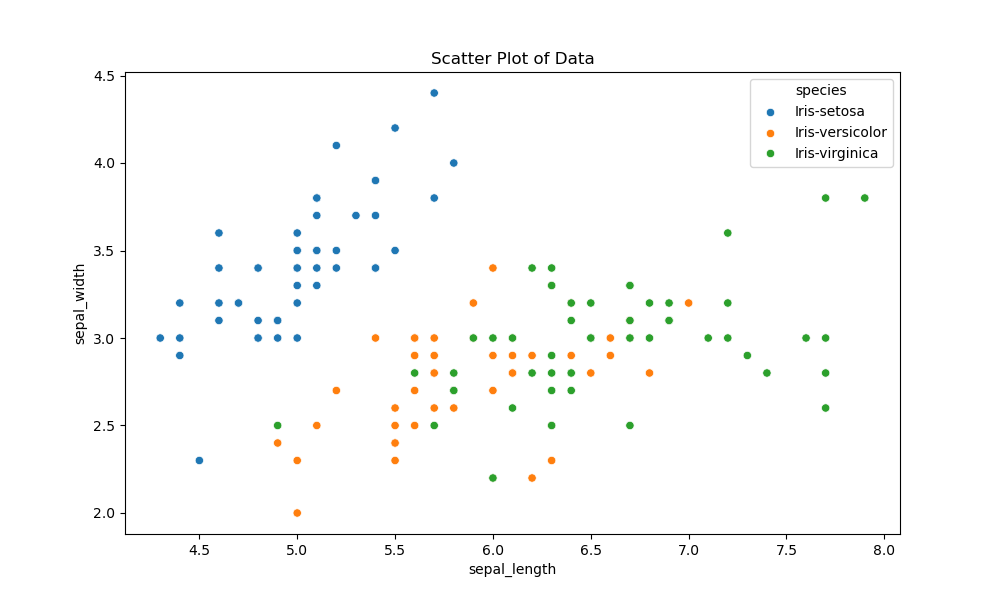 Scatter Plot of Data
species
Iris-setosa
Iris-versicolor
Iris-virginica
4.5
4.0
3.5
3.0
2.5
2.0
sepal_width
4.5 5.0 5.5 6.0 6.5 7.0 7.5 8.0
sepal_length